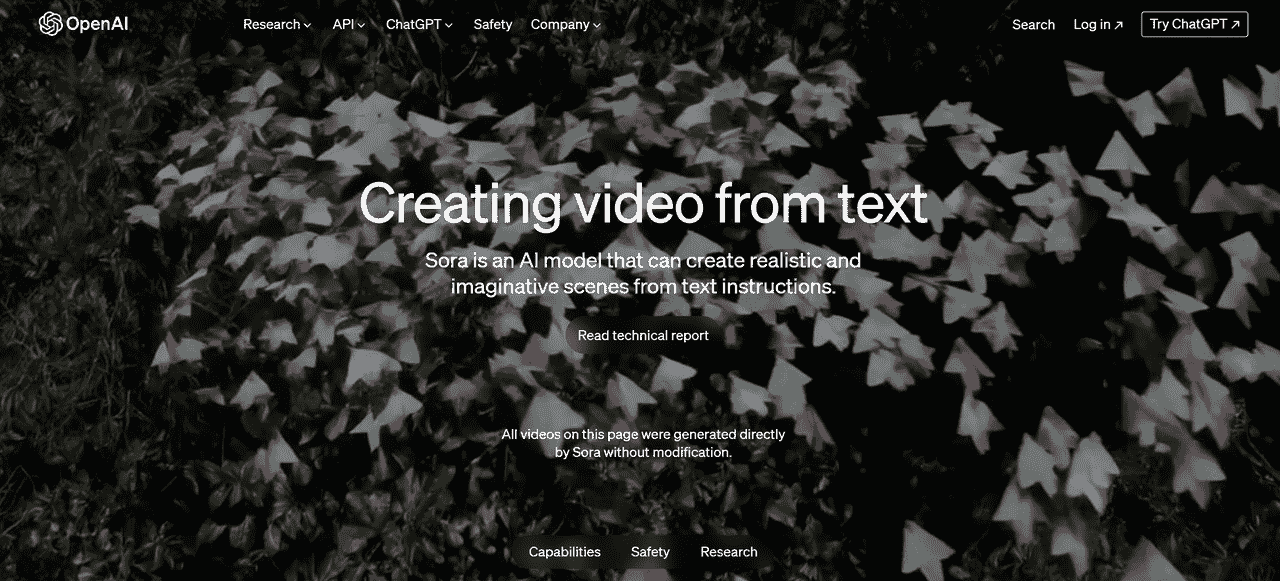 OpenAI
Research
API
ChatGPT
Safety
Company
Search
Log in ↗
Try ChatGPT ↗
Creating video from text
Sora is an AI model that can create realistic and
imaginative scenes from text instructions.
Read technical report
All videos on this page were generated directly
by Sora without modification.
Capabilities
Safety
Research